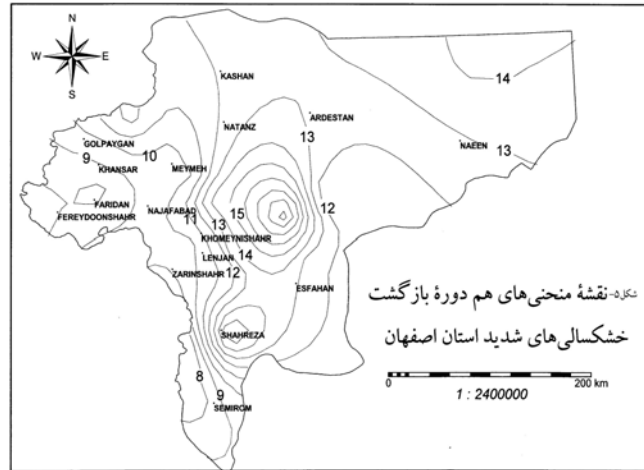 N
W E
S
KASHAN
14
NATANZ
ARDESTAN
13
GOLPAYGAN
NAEEN
13
9
10
KHANSAR
MEYMEH
FARIDAN
FEREYDOONSHAHR
NAJAFABAD
11
13
15
12
KHOMEYNISHAHR
LENJAN
14
ZARINSHAHR
12
ESFAHAN
شکل۵-نقشهٔ منحنی‌های هم دورهٔ بازگشت
خشکسالی‌های شدید استان اصفهان
SHAHREZA
8
9
SEMIROM
0 200 km
1 : 2400000